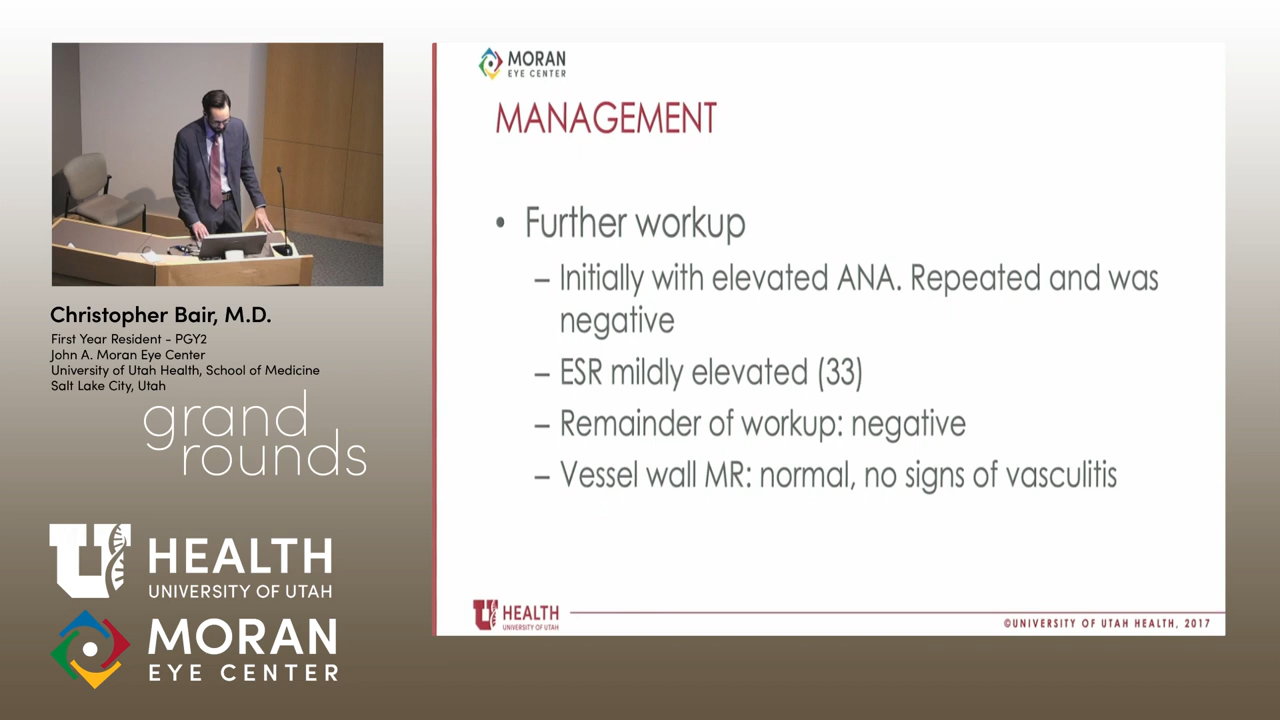 Christopher Bair, M.D.
First Year Resident - PGY2
John A. Moran Eye Center
University of Utah Health, School of Medicine
Salt Lake City, Utah
grand
rounds
U HEALTH
UNIVERSITY OF UTAH
MORAN
EYE CENTER
MORAN
EYE CENTER
MANAGEMENT
• Further workup
– Initially with elevated ANA. Repeated and was
negative
– ESR mildly elevated (33)
– Remainder of workup: negative
– Vessel wall MR: normal, no signs of vasculitis
U HEALTH
UNIVERSITY OF UTAH
©UNIVERSITY OF UTAH HEALTH, 2017